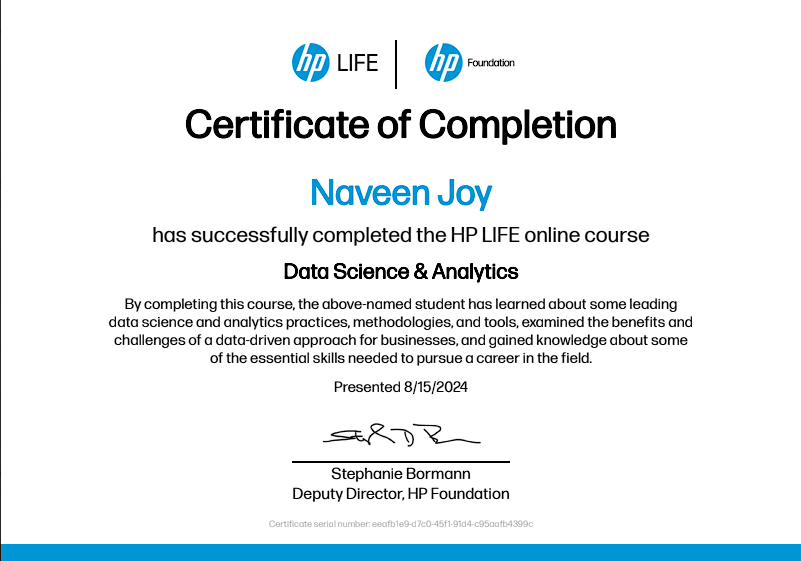 hp LIFE hp Foundation
Certificate of Completion
Naveen Joy
has successfully completed the HP LIFE online course
Data Science & Analytics
By completing this course, the above-named student has learned about some leading
data science and analytics practices, methodologies, and tools, examined the benefits and
challenges of a data-driven approach for businesses, and gained knowledge about some
of the essential skills needed to pursue a career in the field.
Presented 8/15/2024
Stephanie Bormann
Deputy Director, HP Foundation
Certificate serial number: eeafb1e9-d7c0-45f1-91d4-c95aafb4399c